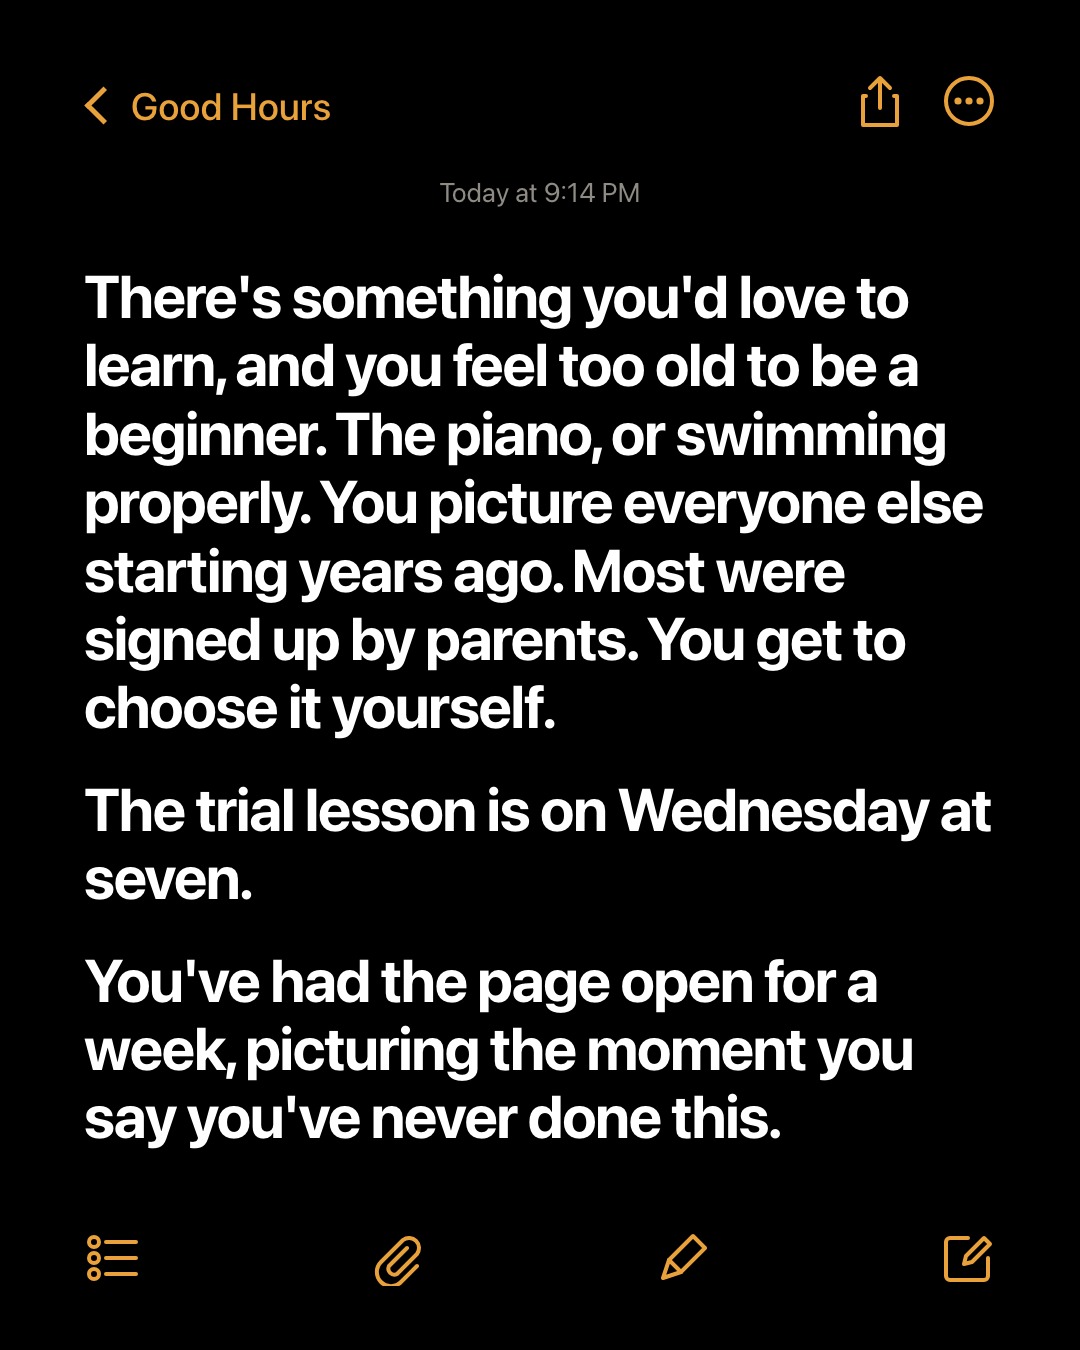 Good Hours
Today at 9:14 PM
There's something you'd love to
learn, and you feel too old to be a
beginner. The piano, or swimming
properly. You picture everyone else
starting years ago. Most were
signed up by parents. You get to
choose it yourself.
The trial lesson is on Wednesday at
seven.
You've had the page open for a
week, picturing the moment you
say you've never done this.